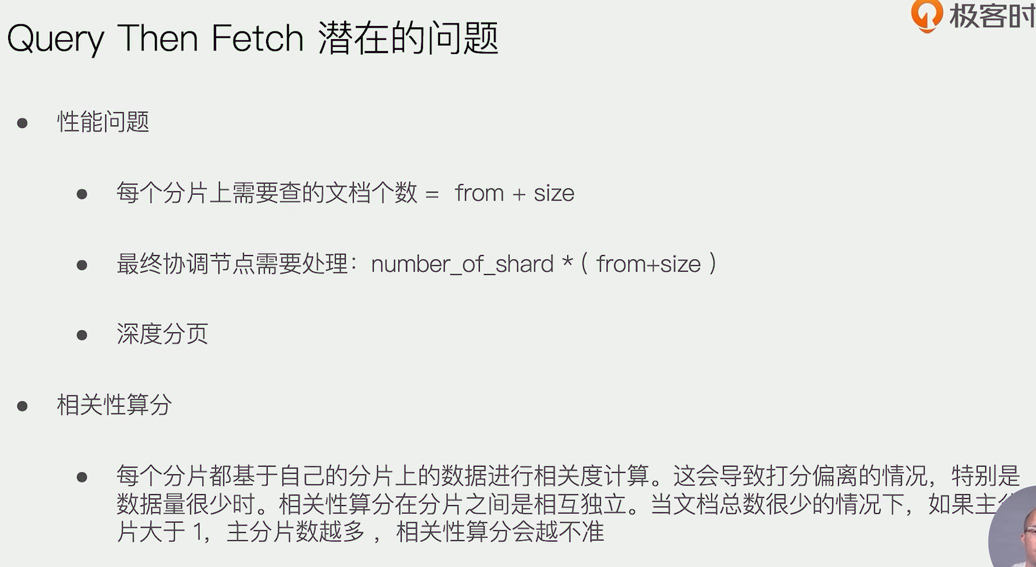 极客时
Query Then Fetch 潜在的问题
● 性能问题
● 每个分片上需要查的文档个数 = from + size
● 最终协调节点需要处理：number_of_shard * ( from+size )
● 深度分页
● 相关性算分
● 每个分片都基于自己的分片上的数据进行相关度计算。这会导致打分偏离的情况，特别是
数据量很少时。相关性算分在分片之间是相互独立。当文档总数很少的情况下，如果主分
片大于 1，主分片数越多 ，相关性算分会越不准